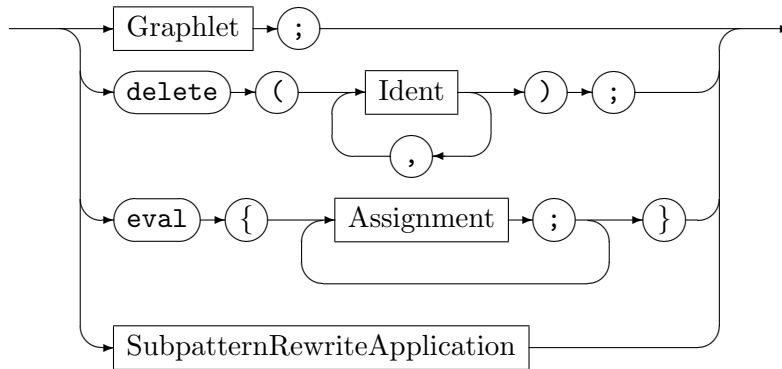 Graphlet ;
delete ( Ident ) ;
,
eval { Assignment ; }
SubpatternRewriteApplication